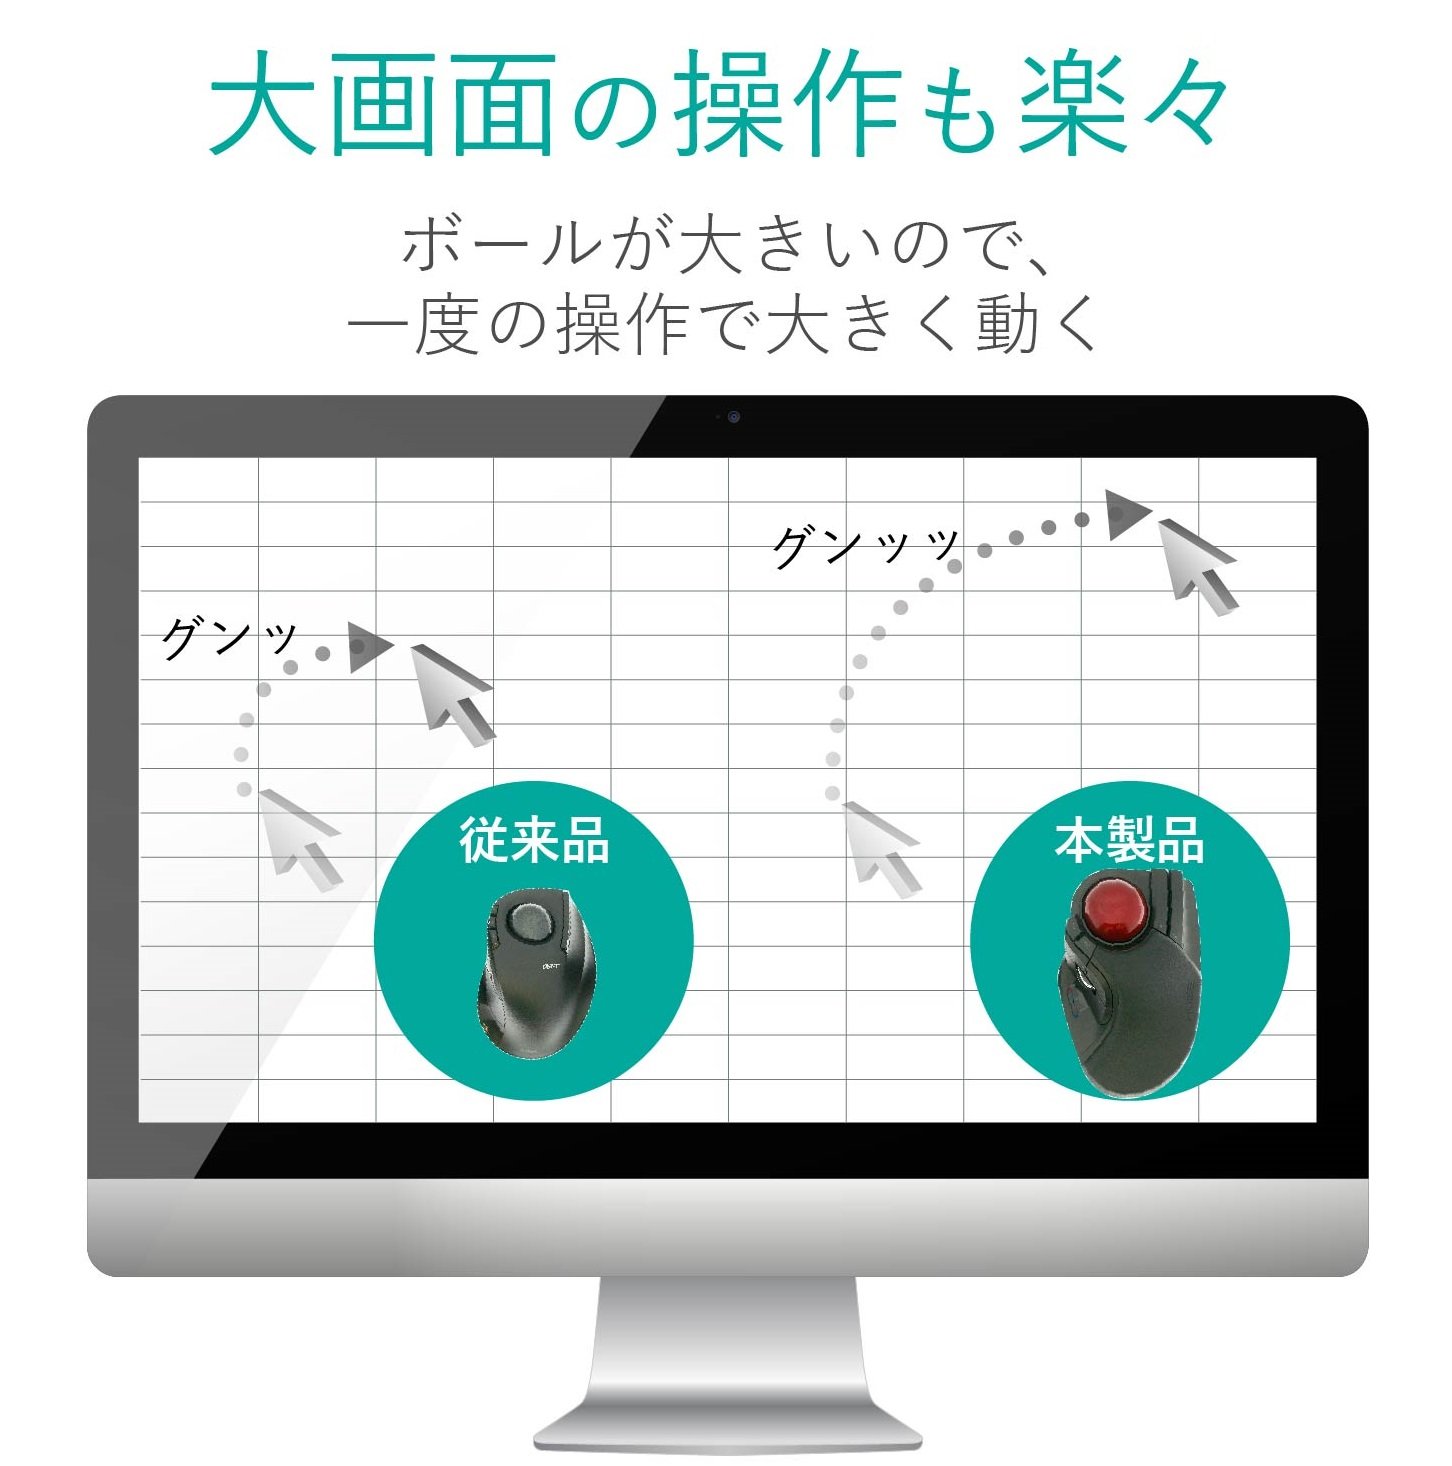 大画面の操作も楽々
ボールが大きいので、
一度の操作で大きく動く
グンッ
グンッッ
従来品
本製品